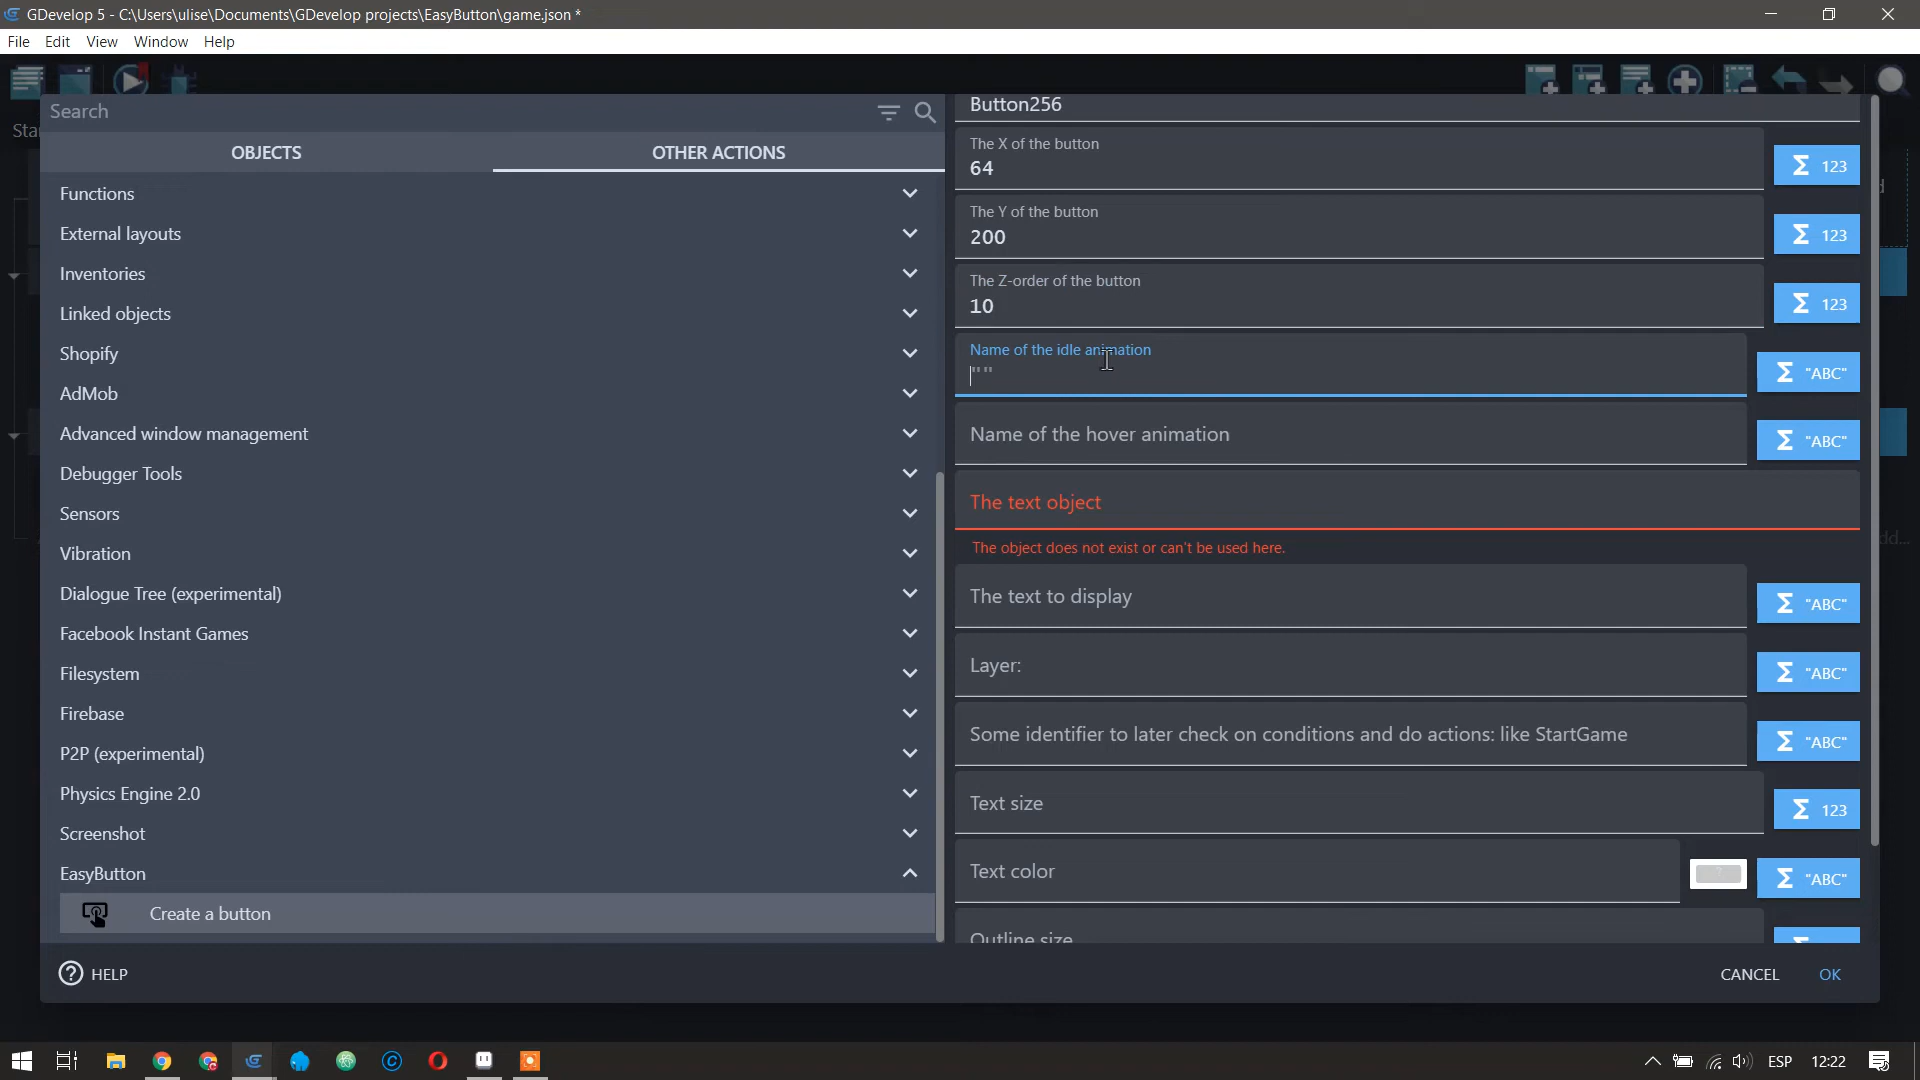 GDevelop 5 - C:\Users\ulise\Documents\GDevelop projects\EasyButton\game.json *
File Edit View Window Help
Search
OBJECTS
OTHER ACTIONS
Functions
External layouts
Inventories
Linked objects
Shopify
AdMob
Advanced window management
Debugger Tools
Sensors
Vibration
Dialogue Tree (experimental)
Facebook Instant Games
Filesystem
Firebase
P2P (experimental)
Physics Engine 2.0
Screenshot
EasyButton
Create a button
Button256
The X of the button
64
Σ 123
The Y of the button
200
Σ 123
The Z-order of the button
10
Σ 123
Name of the idle animation
""
Σ "ABC"
Name of the hover animation
Σ "ABC"
The text object
The object does not exist or can't be used here.
The text to display
Σ "ABC"
Layer:
Σ "ABC"
Some identifier to later check on conditions and do actions: like StartGame
Σ "ABC"
Text size
Σ 123
Text color
Σ "ABC"
Outline size
HELP
CANCEL
OK
ESP
12:22